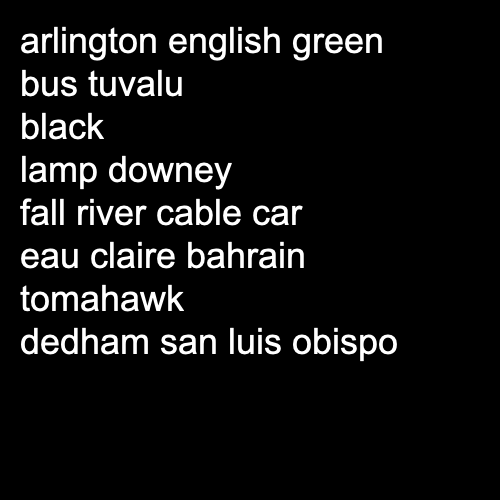 arlington english green
bus tuvalu
black
lamp downey
fall river cable car
eau claire bahrain
tomahawk
dedham san luis obispo